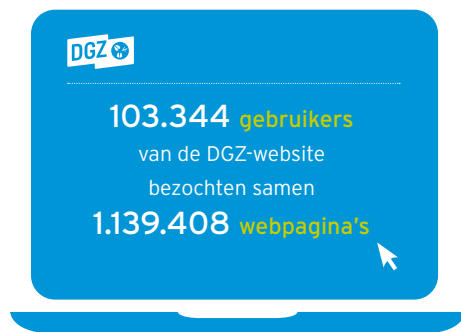 DGZ
103.344 gebruikers
van de DGZ-website
bezochten samen
1.139.408 webpagina's